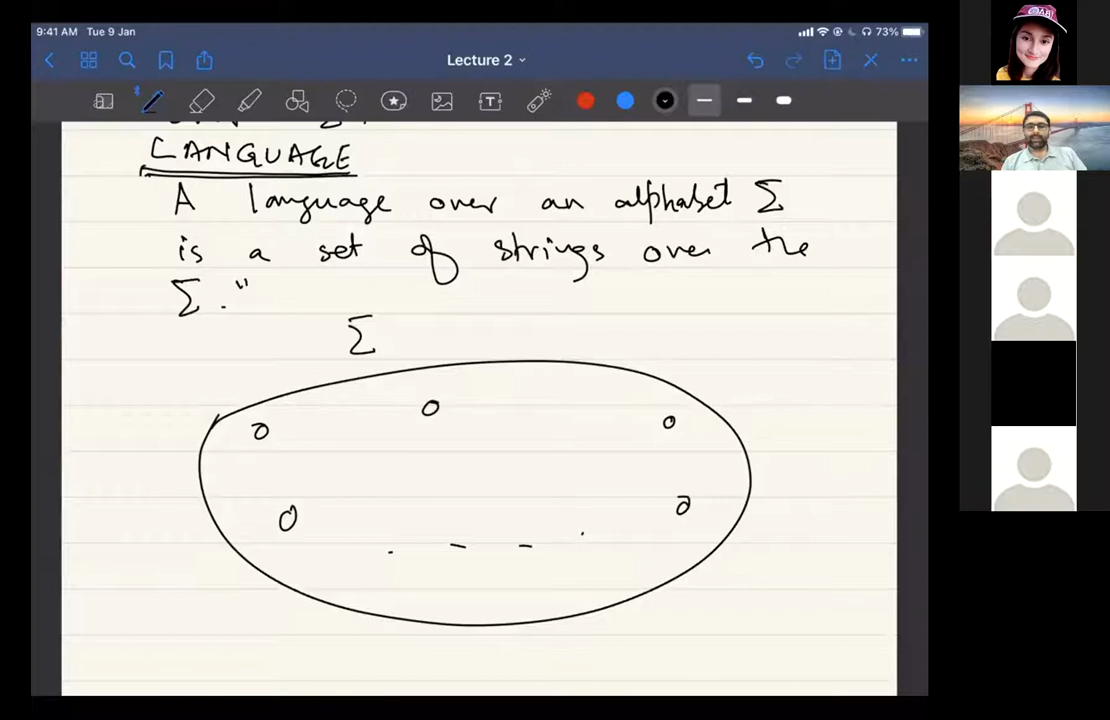 9:41 AM Tue 9 Jan
73%
Lecture 2
T
LANGUAGE
A language over an alphabet Σ
is a set of strings over the
Σ."
Σ